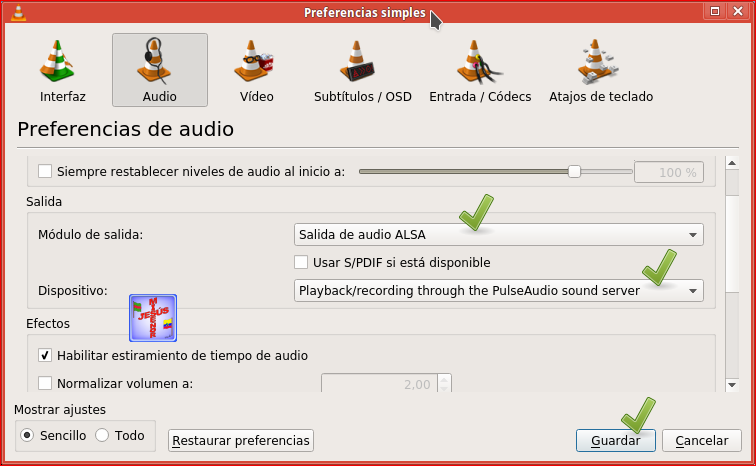 Preferencias simples
Interfaz
Audio
Vídeo
Subtítulos / OSD
Entrada / Códecs
Atajos de teclado
Preferencias de audio
Siempre restablecer niveles de audio al inicio a:
100 %
Salida
Módulo de salida:
Salida de audio ALSA
Usar S/PDIF si está disponible
Dispositivo:
Playback/recording through the PulseAudio sound server
JESÚS
Efectos
Habilitar estiramiento de tiempo de audio
Normalizar volumen a:
2,00
Mostrar ajustes
Sencillo
Todo
Restaurar preferencias
Guardar
Cancelar